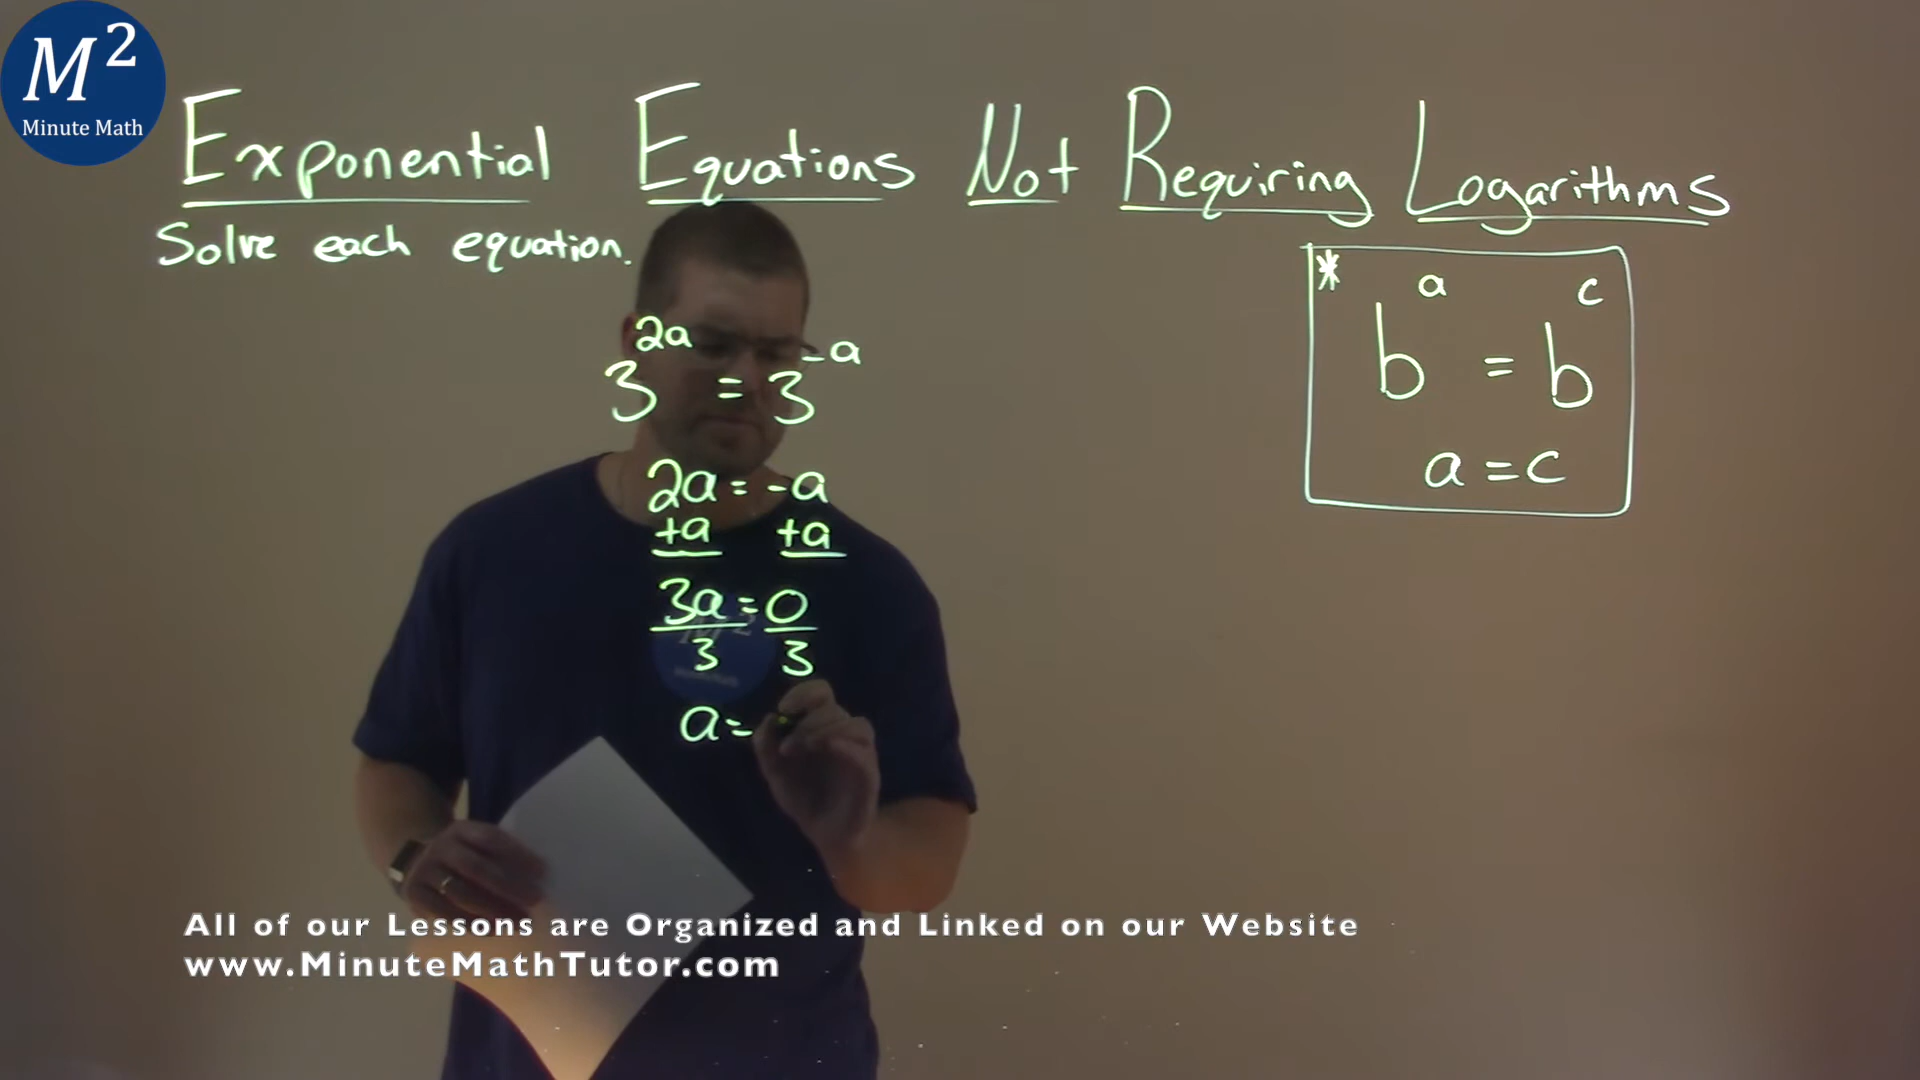 M²
Minute Math
Exponential Equations Not Requiring Logarithms
Solve each equation.
* b^a = b^c
a = c
3^2a = 3^-a
2a = -a
+a +a
3a = 0
3 3
a =
All of our Lessons are Organized and Linked on our Website
www.MinuteMathTutor.com